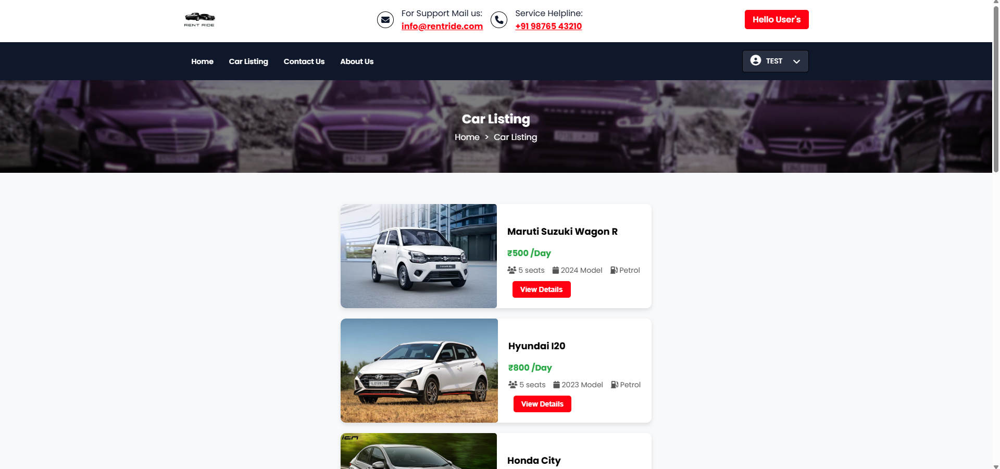 RENT RIDE
For Support Mail us:
info@rentride.com
Service Helpline:
+91 98765 43210
Hello User's
Home
Car Listing
Contact Us
About Us
TEST
Car Listing
Home > Car Listing
Maruti Suzuki Wagon R
₹500 /Day
5 seats 2024 Model Petrol
View Details
Hyundai I20
₹800 /Day
5 seats 2023 Model Petrol
View Details
ICN
Honda City